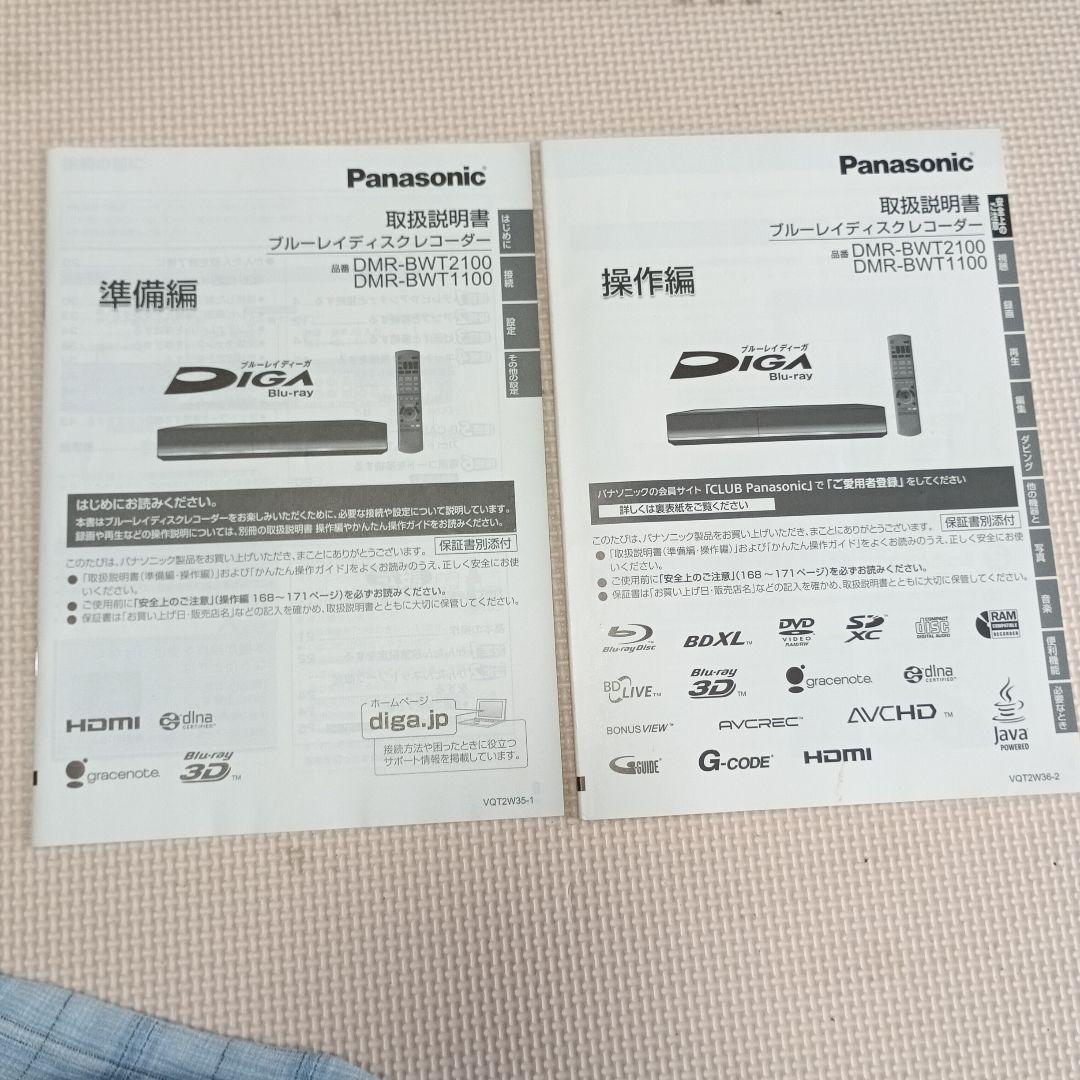 Panasonic
取扱説明書
ブルーレイディスクレコーダー
品番 DMR-BWT2100
DMR-BWT1100
準備編
はじめに
接続
設定
その他の設定
ブルーレイディーガ
DIGA
Blu-ray
はじめにお読みください。
本書はブルーレイディスクレコーダーをお楽しみいただくために、必要な接続や設定について説明しています。
録画や再生などの操作説明については、別冊の取扱説明書 操作編やかんたん操作ガイドをお読みください。
このたびは、パナソニック製品をお買い上げいただき、まことにありがとうございます。 保証書別添付
●「取扱説明書(準備編・操作編)」および「かんたん操作ガイド」をよくお読みのうえ、正しく安全にお使
いください。
●ご使用前に「安全上のご注意」(操作編 168～171ページ)を必ずお読みください。
●保証書は「お買い上げ日・販売店名」などの記入を確かめ、取扱説明書とともに大切に保管してください。
HDMI
dlna
CERTIFIED™
gracenote.
Blu-ray
3D™
ホームページ
diga.jp
接続方法や困ったときに役立つ
サポート情報を掲載しています。
VQT2W35-1
Panasonic
取扱説明書
ブルーレイディスクレコーダー
品番 DMR-BWT2100
DMR-BWT1100
操作編
安全上の
ご注意
視聴
録画
再生
編集
ダビング
他の機器と
写真
音楽
便利機能
必要なとき
ブルーレイディーガ
DIGA
Blu-ray
パナソニックの会員サイト「CLUB Panasonic」で「ご愛用者登録」をしてください
詳しくは裏表紙をご覧ください
このたびは、パナソニック製品をお買い上げいただき、まことにありがとうございます。 保証書別添付
●「取扱説明書(準備編・操作編)」および「かんたん操作ガイド」をよくお読みのうえ、正しく安全にお使
いください。
●ご使用前に「安全上のご注意」(168～171ページ)を必ずお読みください。
●保証書は「お買い上げ日・販売店名」などの記入を確かめ、取扱説明書とともに大切に保管してください。
Blu-ray Disc
BDXL™
DVD
VIDEO
RAM/RW
SD
XC™
COMPACT
disc
DIGITAL AUDIO
RAM
COMPATIBLE
RECORDER
BD LIVE™
Blu-ray
3D™
gracenote.
dlna
CERTIFIED™
BONUSVIEW™
AVCREC™
AVCHD™
Java
POWERED
G GUIDE®
G-CODE®
HDMI
VQT2W36-2